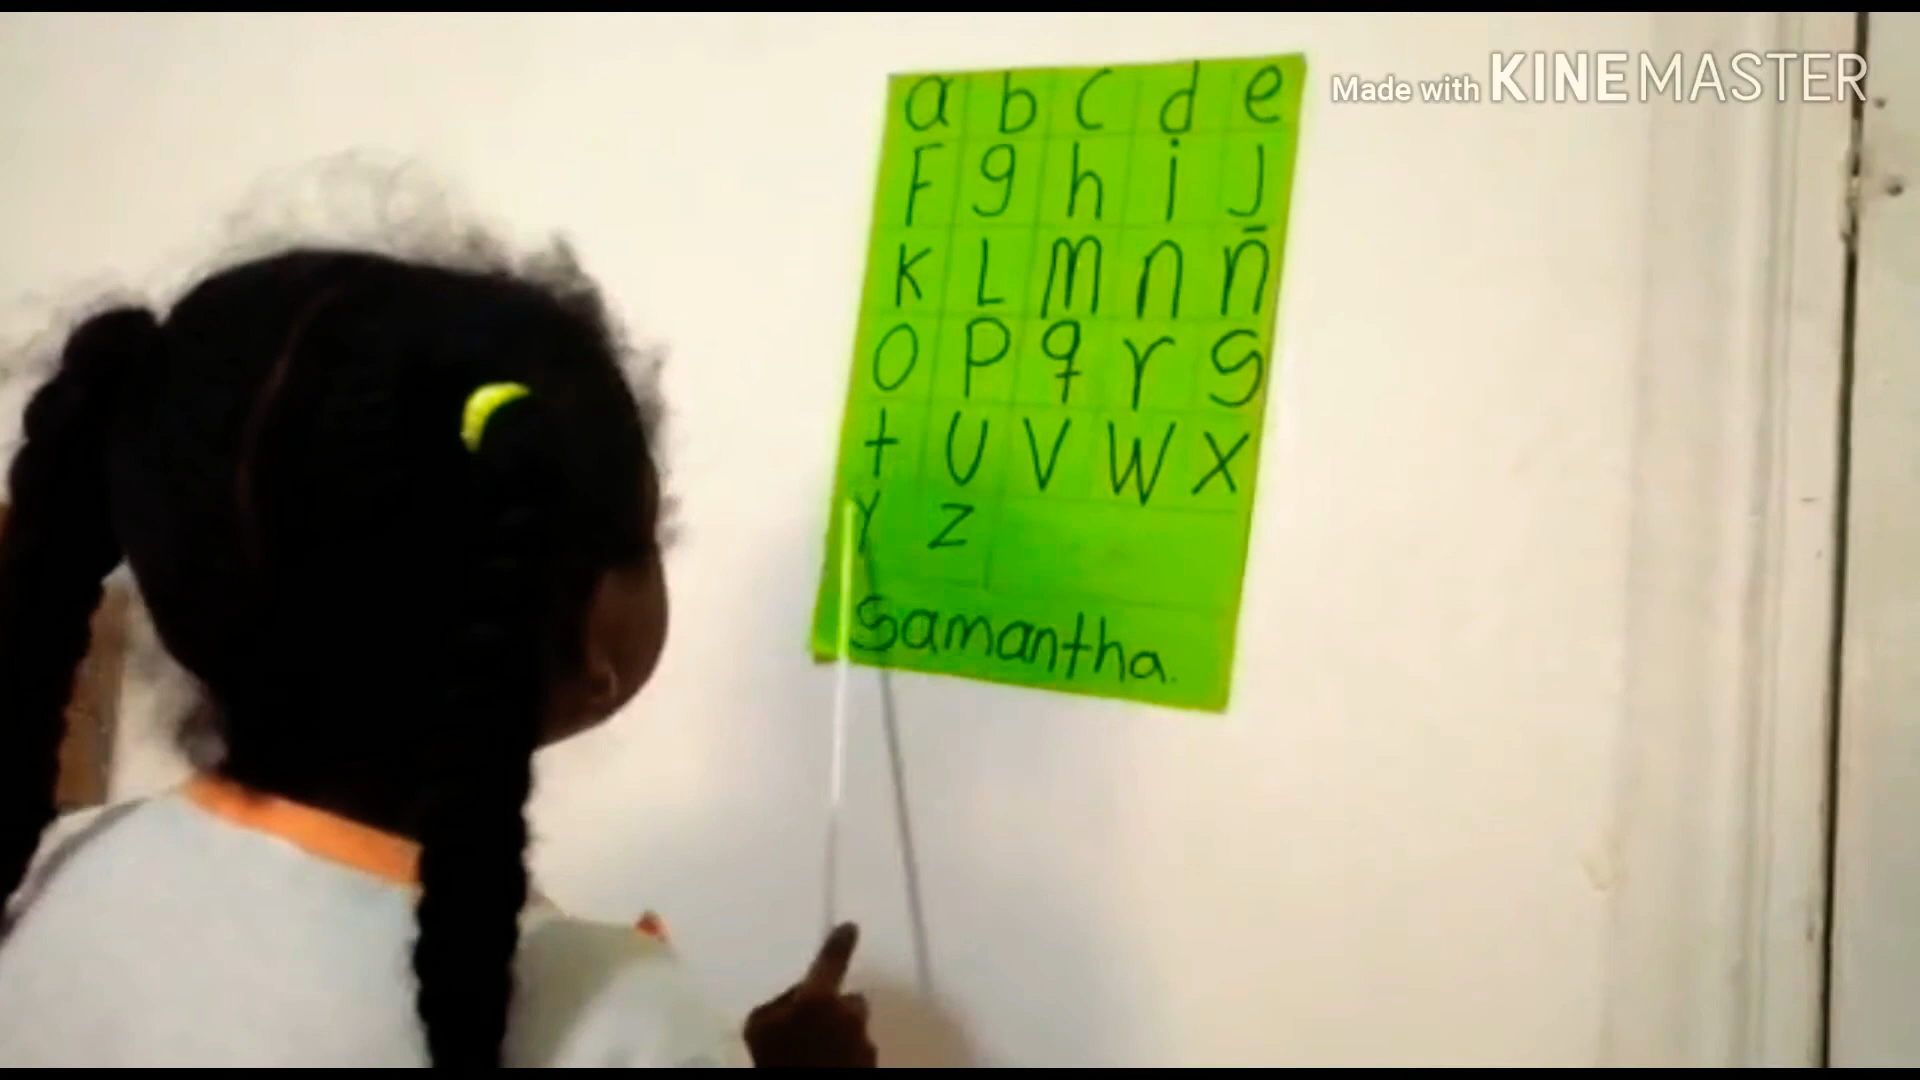 Made with KINEMASTER
a b c d e
F g h i J
K L m n ñ
o p q r s
t U V W X
Y Z
Samantha.